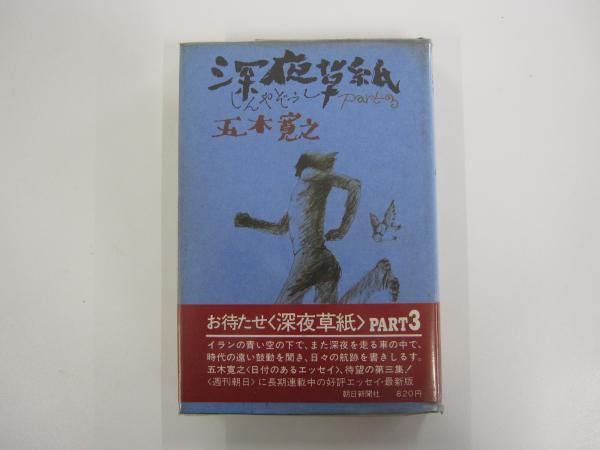 深夜草紙
しんやぞうし Part3
五木寛之
お待たせ〈深夜草紙〉PART3
イランの青い空の下で、また深夜を走る車の中で、
時代の遠い鼓動を聞き、日々の航跡を書きしるす。
五木寛之〈日付のあるエッセイ〉、待望の第三集!
〈週刊朝日〉に長期連載中の好評エッセイ・最新版
朝日新聞社 820円